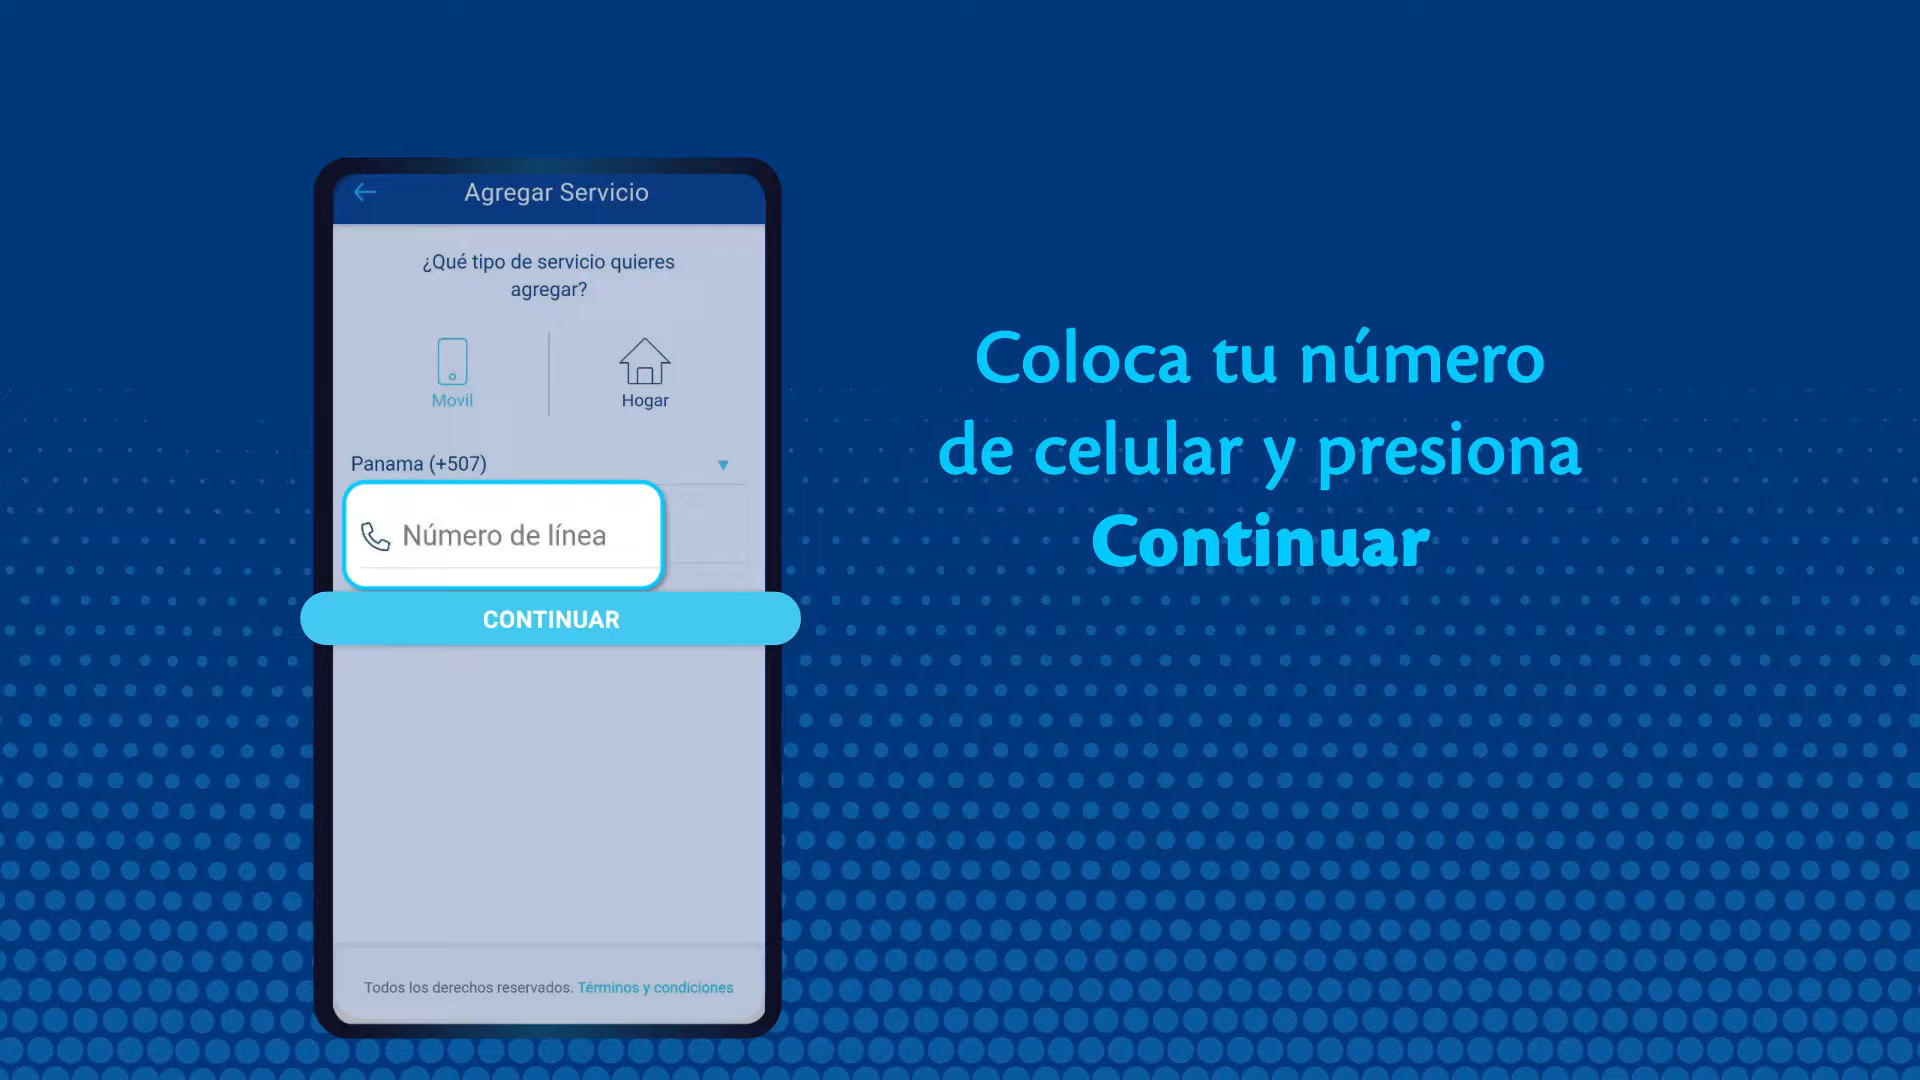 Agregar Servicio
¿Qué tipo de servicio quieres
agregar?
Movil
Hogar
Panama (+507)
Número de línea
CONTINUAR
Todos los derechos reservados. Términos y condiciones
Coloca tu número
de celular y presiona
Continuar